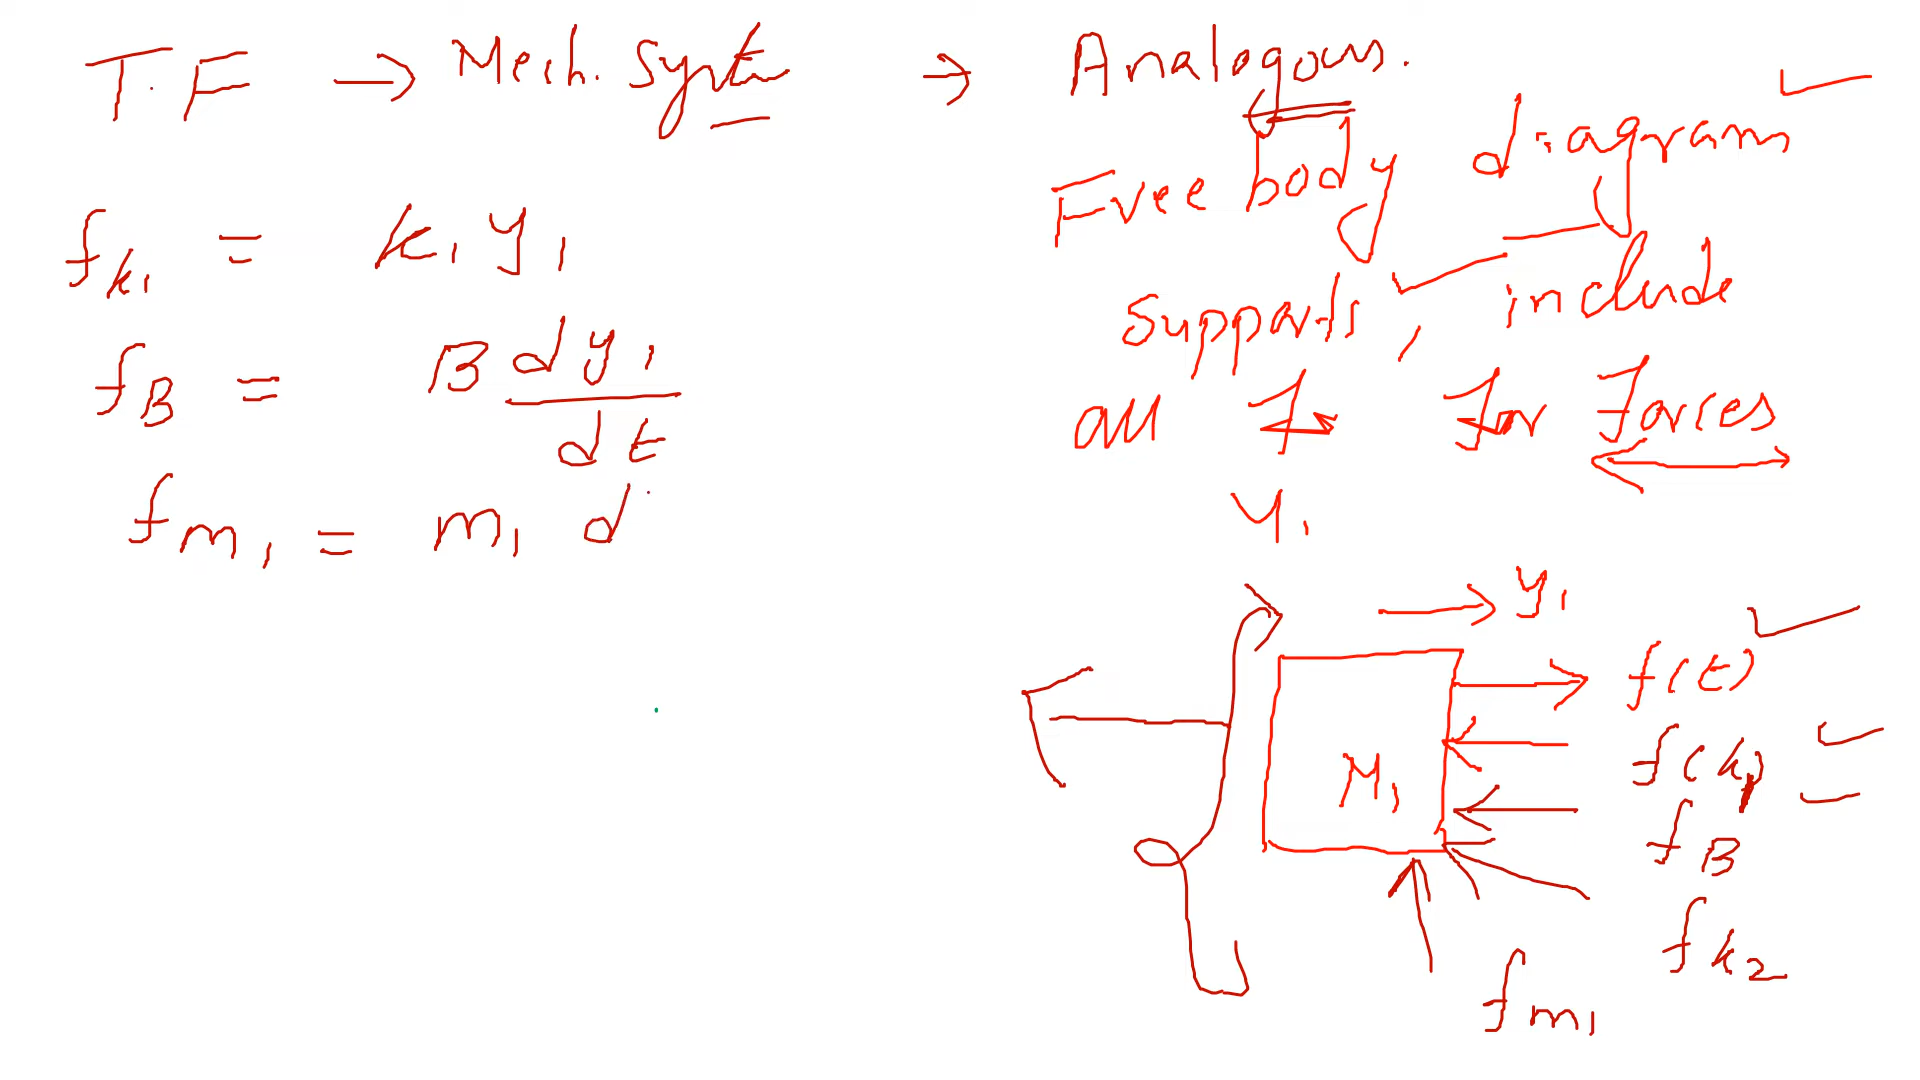 T.F → Mech. System → Analogous.
Free body diagram
supports, include
all for forces
y1
fk1 = k1 y1
fB = B dy1/dt
fm1 = m1 d
y1
f(t)
f(k1)
M1
fB
fk2
fm1